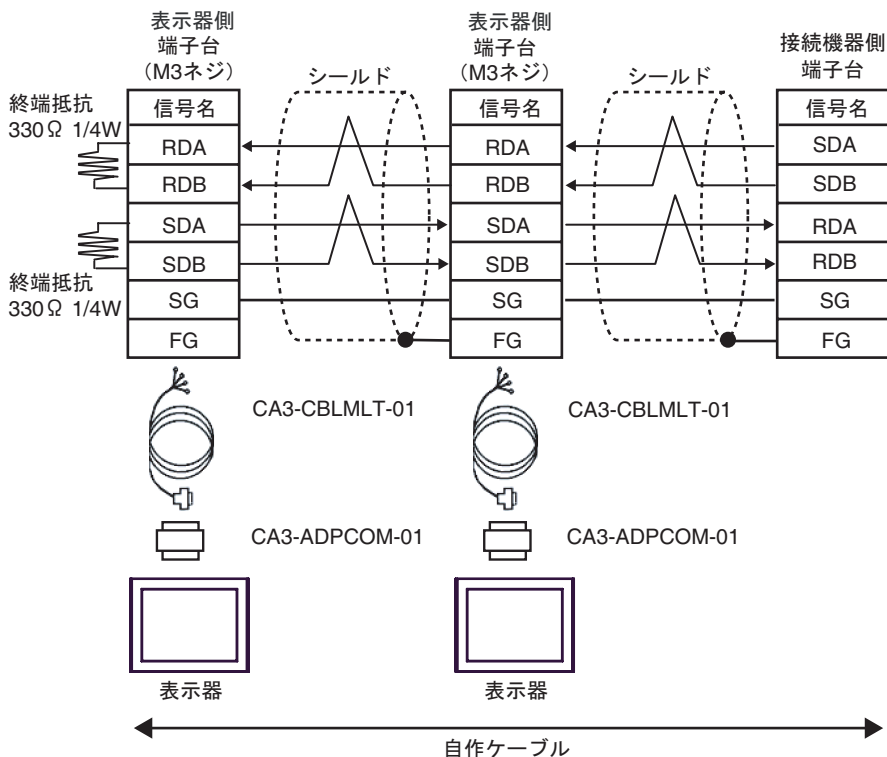 表示器側
端子台
（M3ネジ）
シールド
表示器側
端子台
（M3ネジ）
シールド
接続機器側
端子台
終端抵抗
330Ω 1/4W
信号名
RDA
RDB
SDA
SDB
SG
FG
終端抵抗
330Ω 1/4W
信号名
RDA
RDB
SDA
SDB
SG
FG
信号名
SDA
SDB
RDA
RDB
SG
FG
CA3-CBLMLT-01
CA3-CBLMLT-01
CA3-ADPCOM-01
CA3-ADPCOM-01
表示器
表示器
自作ケーブル